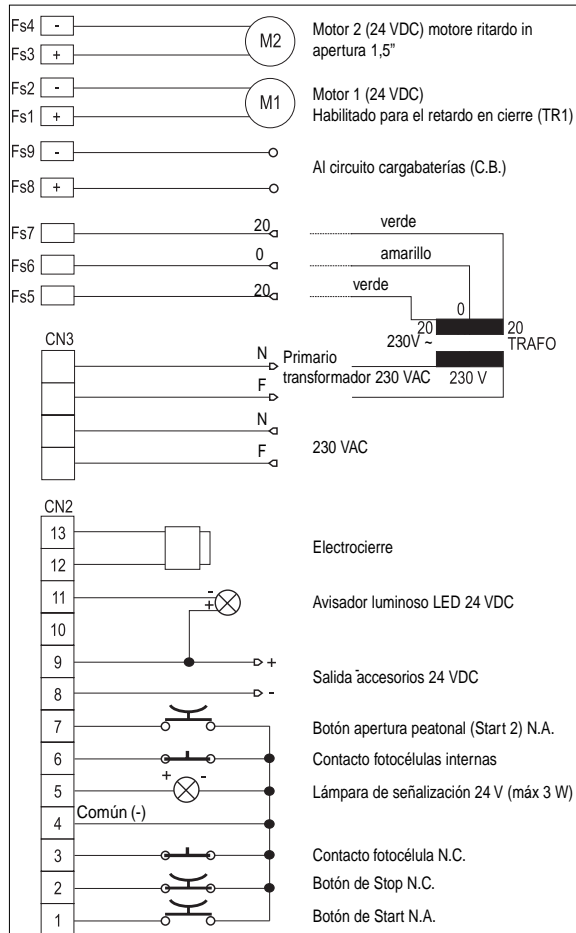 Fs4 -
Fs3 +
M2
Motor 2 (24 VDC) motore ritardo in
apertura 1,5”
Fs2 -
Fs1 +
M1
Motor 1 (24 VDC)
Habilitado para el retardo en cierre (TR1)
Fs9 -
Fs8 +
Al circuito cargabaterías (C.B.)
Fs7 20 verde
Fs6 0 amarillo
Fs5 20 verde
0
20 20
230V ~ TRAFO
230 V
CN3
N
F
Primario
transformador 230 VAC
N
F
230 VAC
CN2
13
12
Electrocierre
11 - +
Avisador luminoso LED 24 VDC
10
9 +
8 -
Salida accesorios 24 VDC
7 Botón apertura peatonal (Start 2) N.A.
6 Contacto fotocélulas internas
5 + - Lámpara de señalización 24 V (máx 3 W)
4 Común (-)
3 Contacto fotocélula N.C.
2 Botón de Stop N.C.
1 Botón de Start N.A.